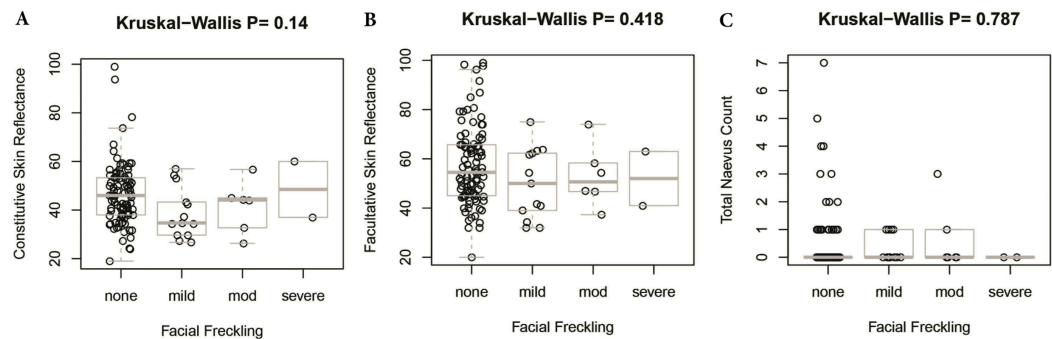 A
Kruskal−Wallis P= 0.14
Constitutive Skin Reflectance
100
80
60
40
20
none mild mod severe
Facial Freckling
B
Kruskal−Wallis P= 0.418
Facultative Skin Reflectance
100
80
60
40
20
none mild mod severe
Facial Freckling
C
Kruskal−Wallis P= 0.787
Total Naevus Count
7
6
5
4
3
2
1
0
none mild mod severe
Facial Freckling